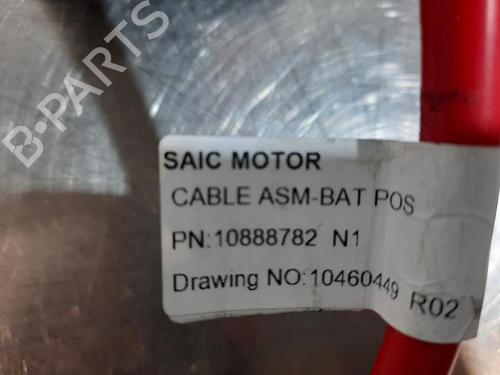 SAIC MOTOR
CABLE ASM-BAT POS
PN:10888782 N1
Drawing NO:10460449 R02
B-PARTS